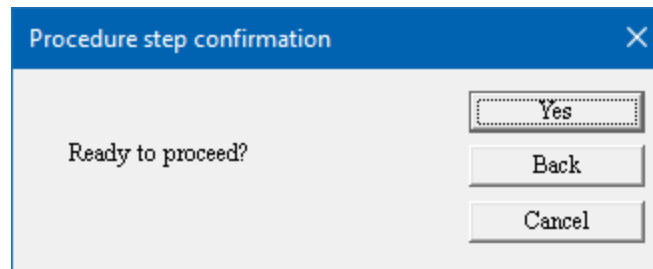 Procedure step confirmation
Yes
Ready to proceed?
Back
Cancel